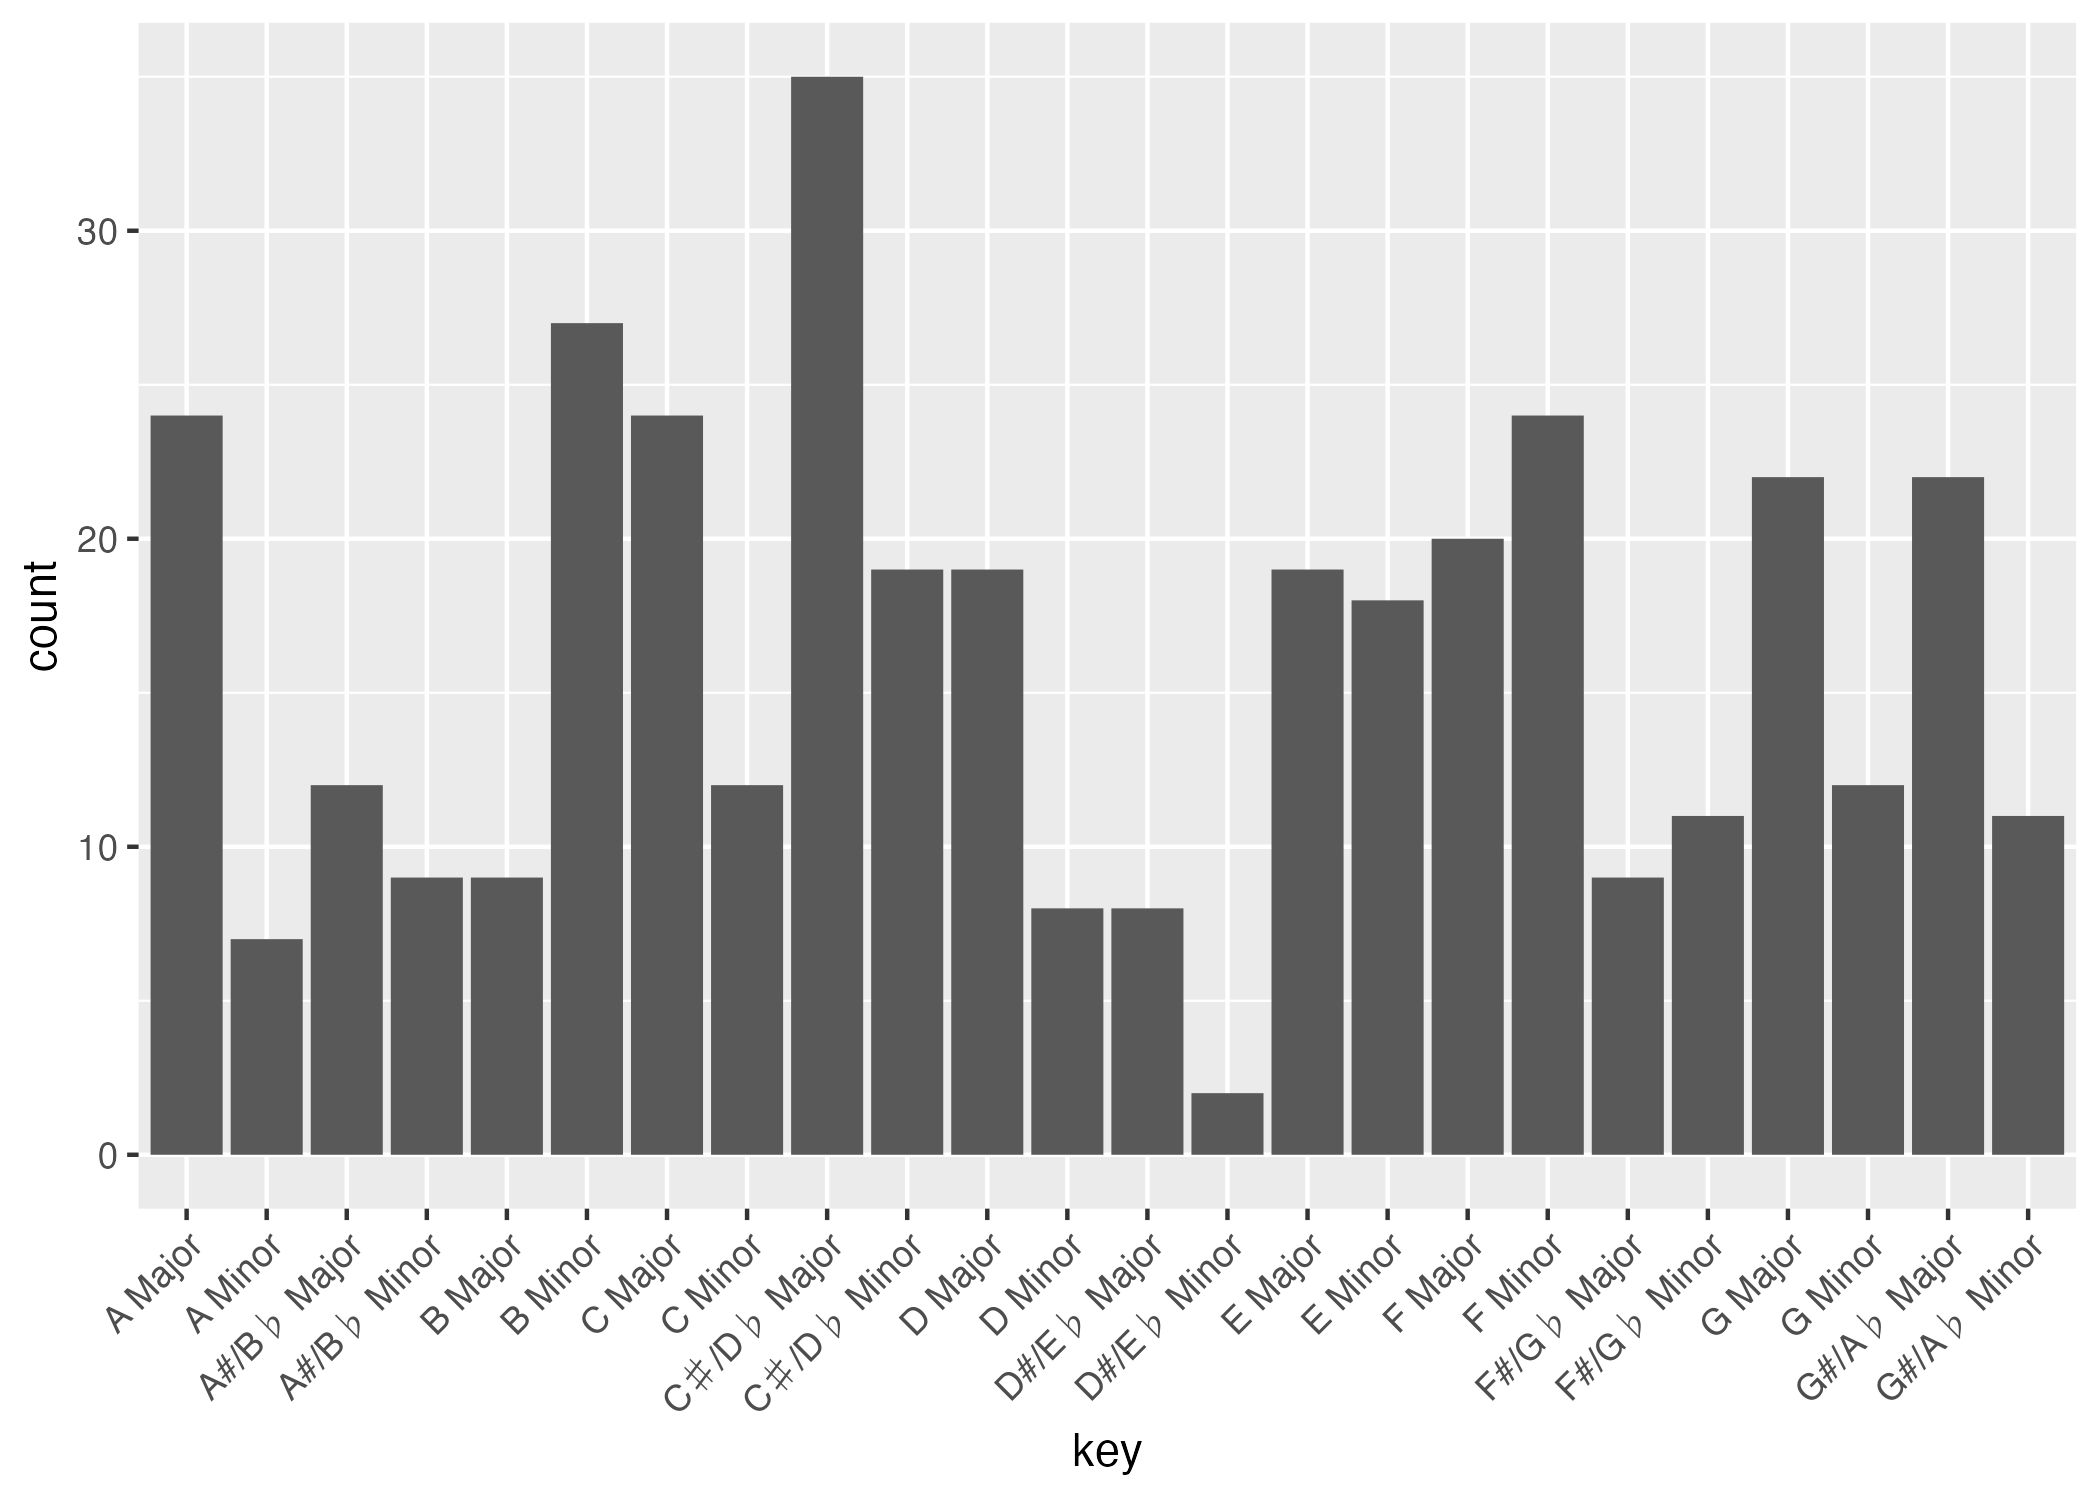 count
30
20
10
0
A Major
A Minor
A#/B♭ Major
A#/B♭ Minor
B Major
B Minor
C Major
C Minor
C♯/D♭ Major
C♯/D♭ Minor
D Major
D Minor
D#/E♭ Major
D#/E♭ Minor
E Major
E Minor
F Major
F Minor
F#/G♭ Major
F#/G♭ Minor
G Major
G Minor
G#/A♭ Major
G#/A♭ Minor
key